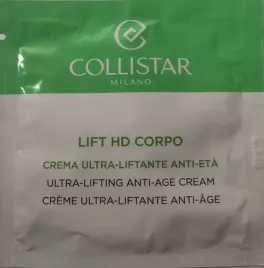 COLLISTAR
MILANO
LIFT HD CORPO
CREMA ULTRA-LIFTANTE ANTI-ETÀ
ULTRA-LIFTING ANTI-AGE CREAM
CRÈME ULTRA-LIFTANTE ANTI-ÂGE